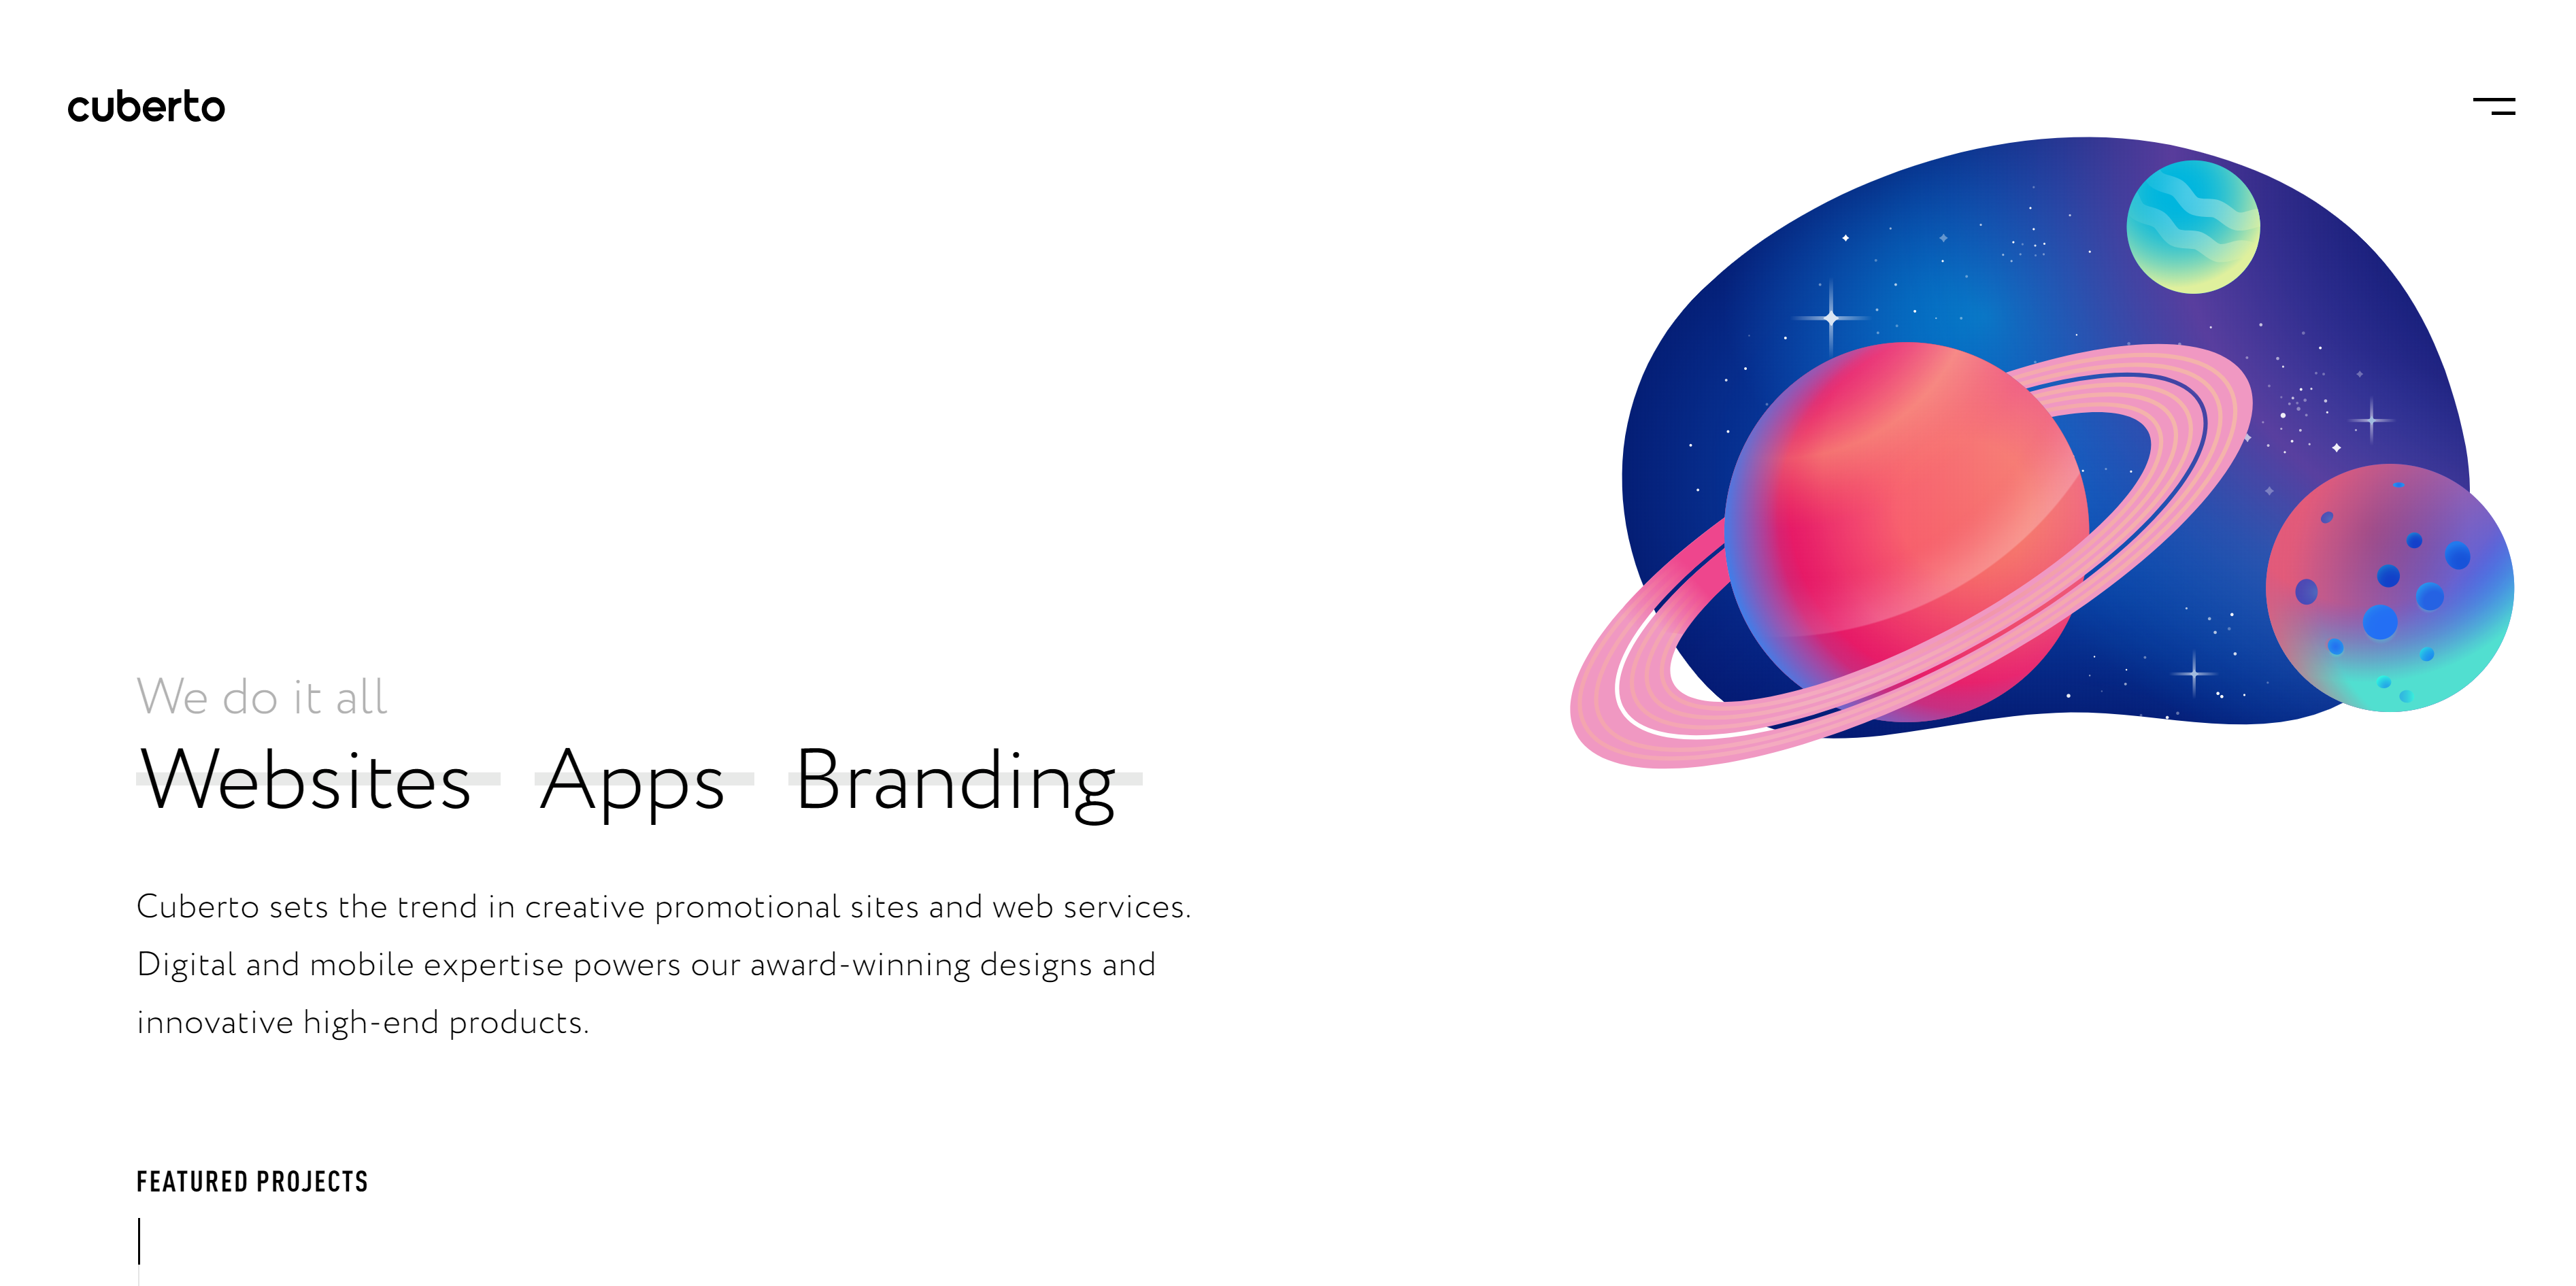 cuberto
We do it all
Websites Apps Branding
Cuberto sets the trend in creative promotional sites and web services.
Digital and mobile expertise powers our award-winning designs and
innovative high-end products.
FEATURED PROJECTS